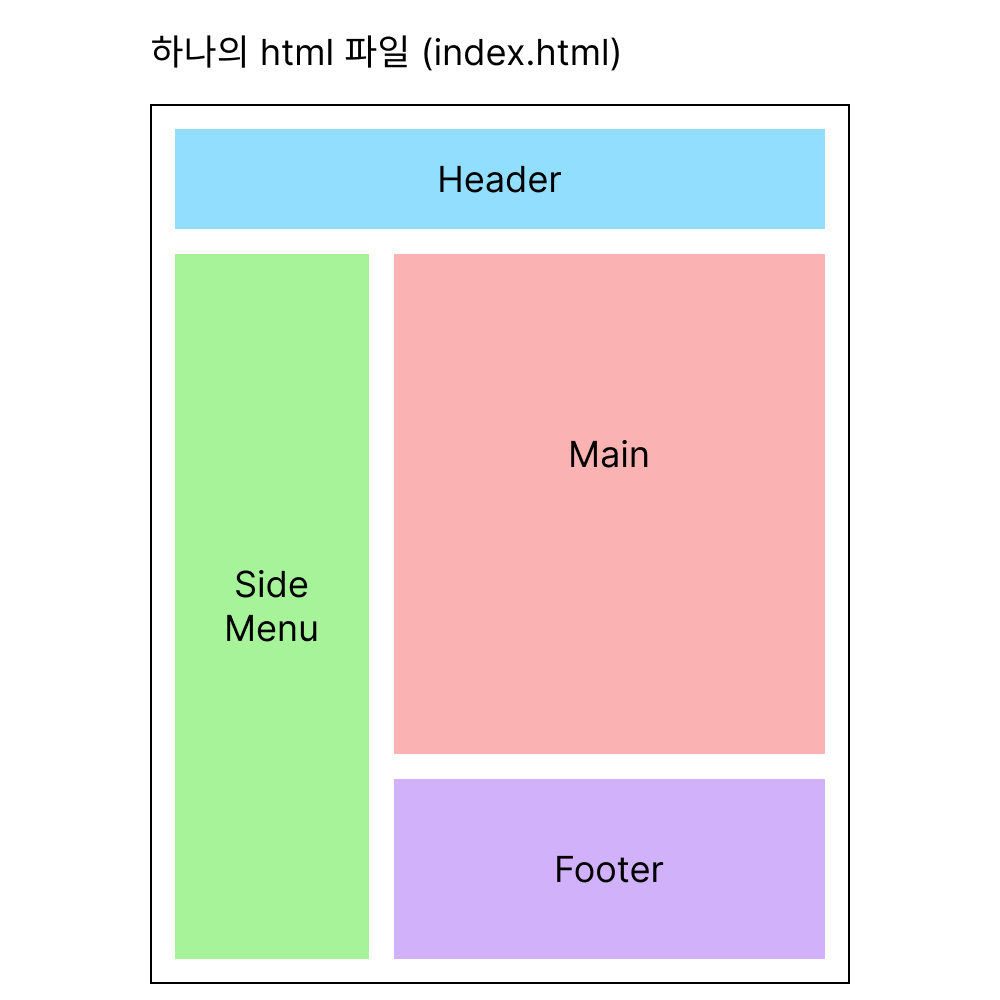 하나의 html 파일 (index.html)
Header
Side
Menu
Main
Footer